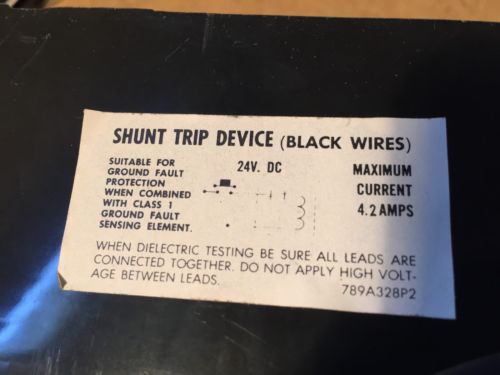 SHUNT TRIP DEVICE (BLACK WIRES)
SUITABLE FOR
GROUND FAULT
PROTECTION
WHEN COMBINED
WITH CLASS 1
GROUND FAULT
SENSING ELEMENT.
24V. DC
MAXIMUM
CURRENT
4.2 AMPS
WHEN DIELECTRIC TESTING BE SURE ALL LEADS ARE
CONNECTED TOGETHER. DO NOT APPLY HIGH VOLT-
AGE BETWEEN LEADS.
789A328P2